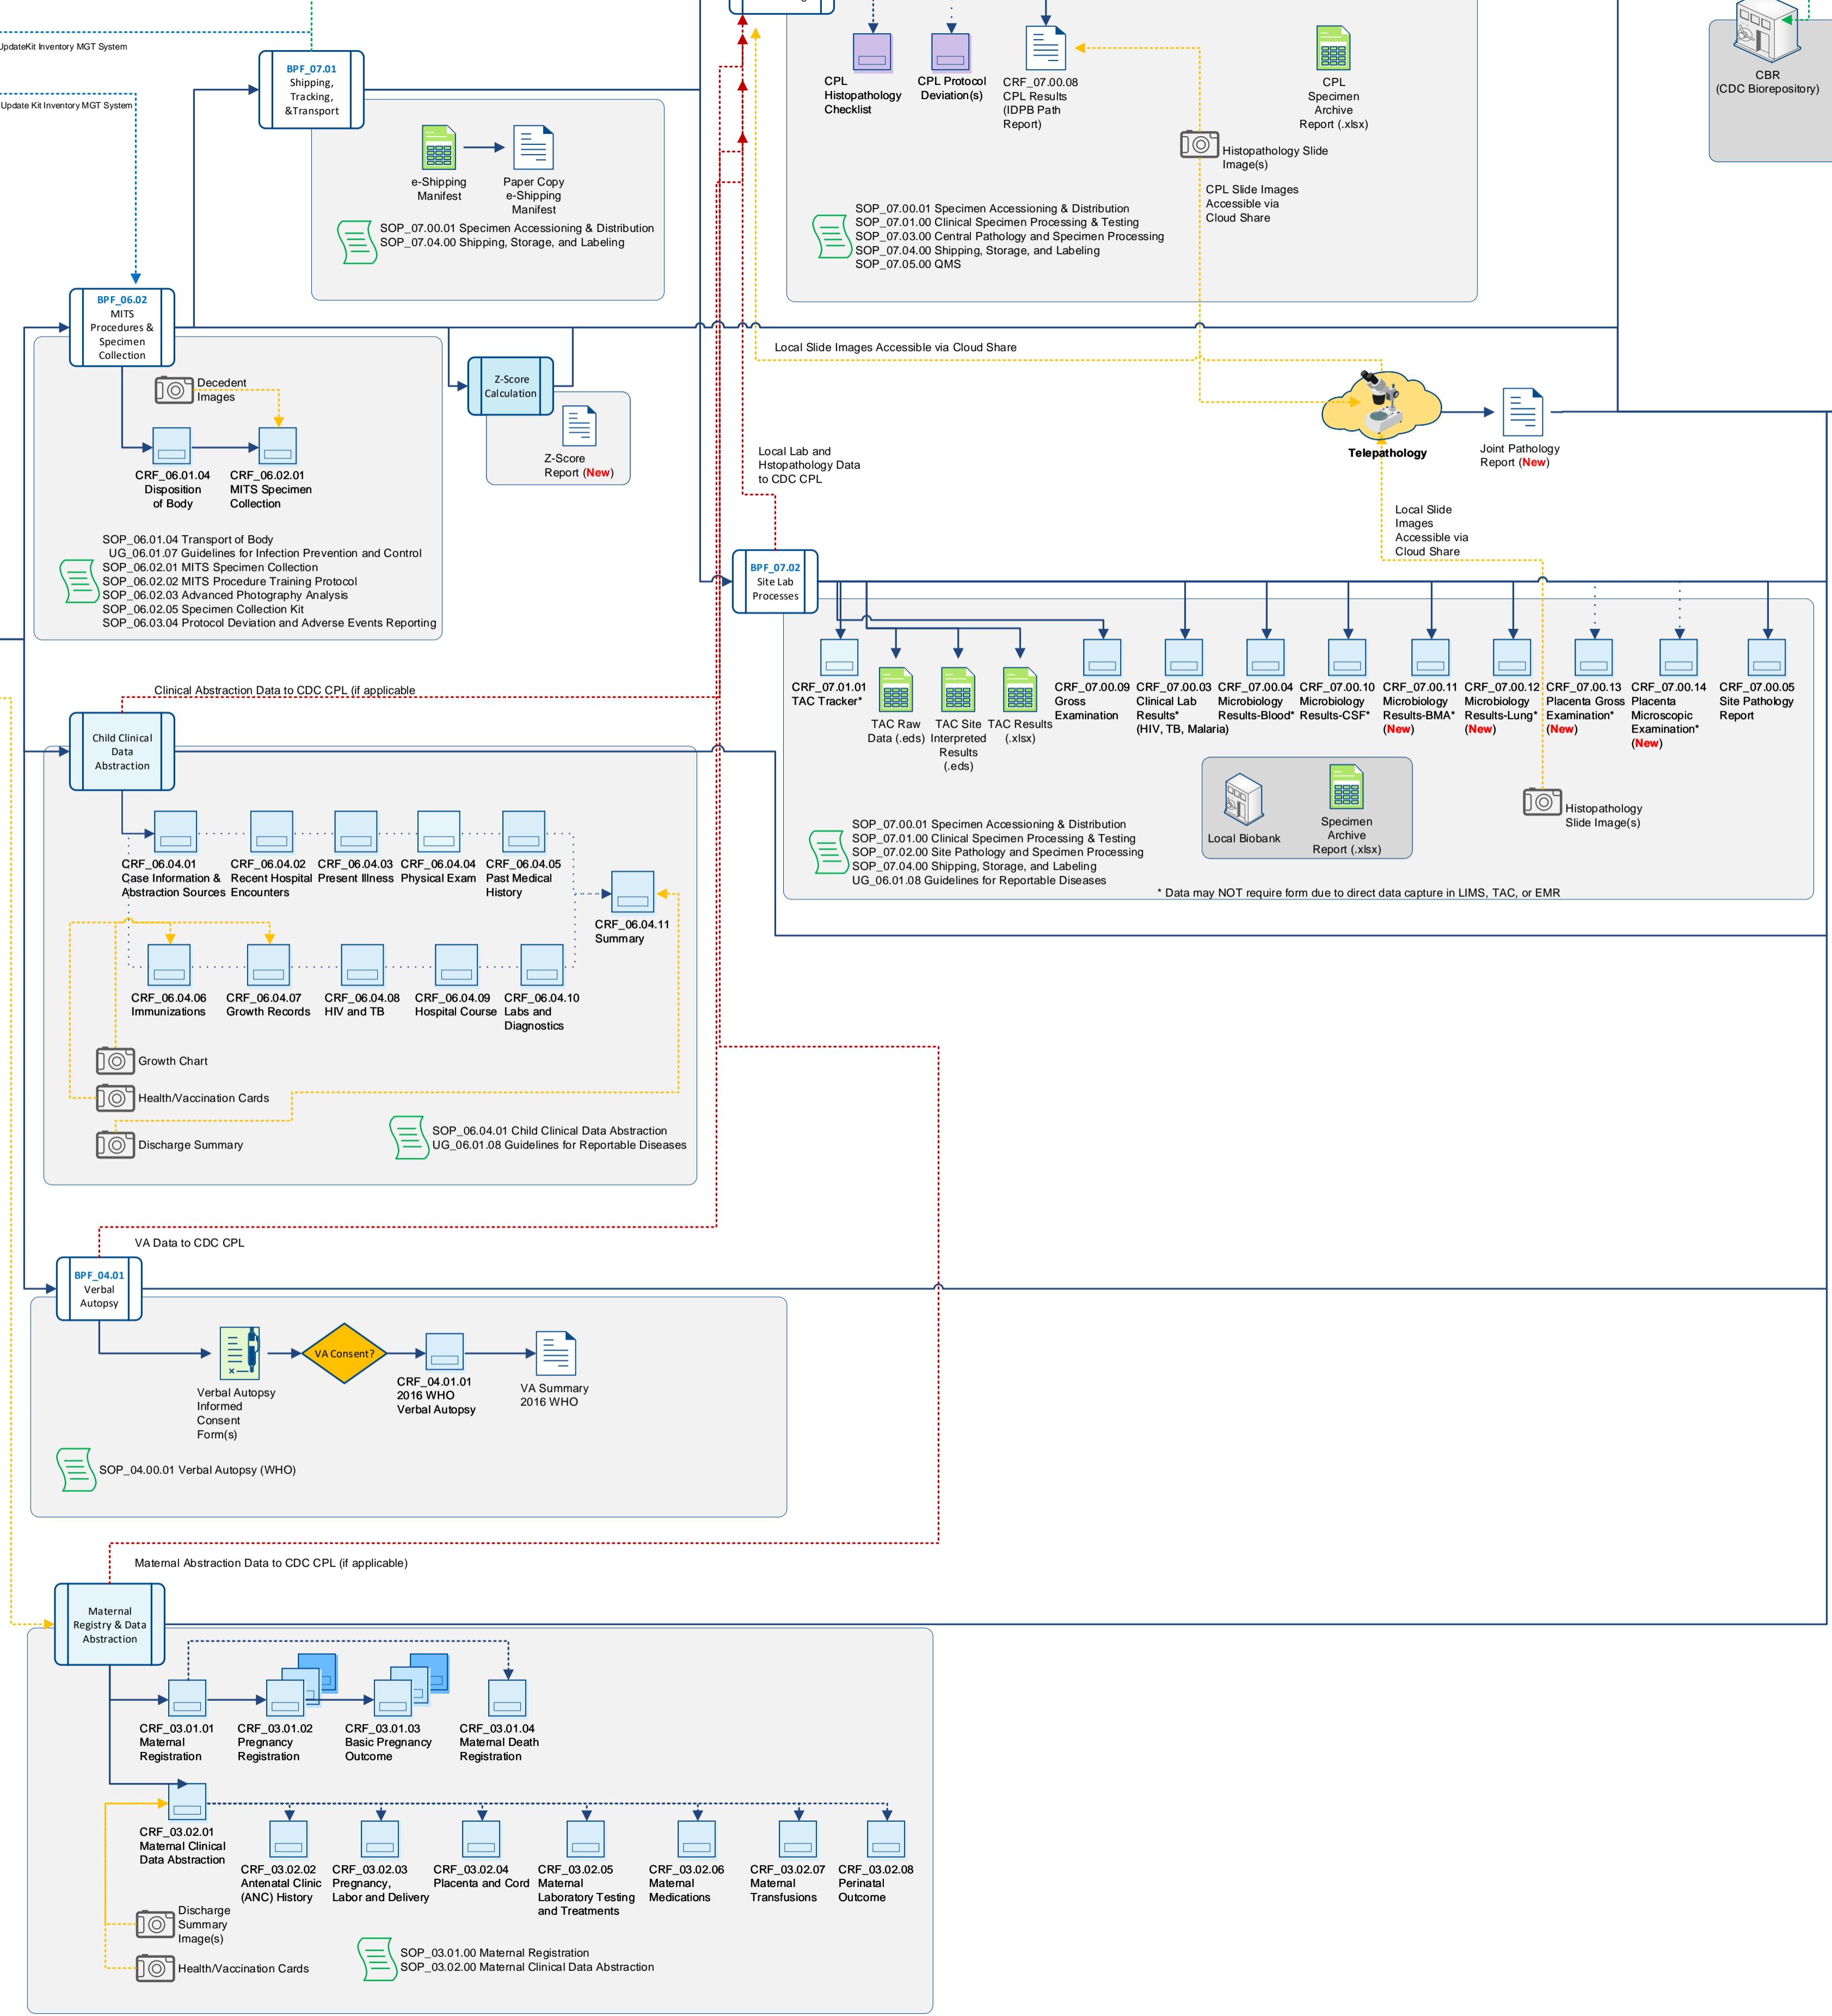 UpdateKit Inventory MGT System
Update Kit Inventory MGT System
BPF_07.01
Shipping,
Tracking,
&Transport
e-Shipping
Manifest
Paper Copy
e-Shipping
Manifest
SOP_07.00.01 Specimen Accessioning & Distribution
SOP_07.04.00 Shipping, Storage, and Labeling
CPL
Histopathology
Checklist
CPL Protocol
Deviation(s)
CRF_07.00.08
CPL Results
(IDPB Path
Report)
CPL
Specimen
Archive
Report (.xlsx)
Histopathology Slide
Image(s)
CPL Slide Images
Accessible via
Cloud Share
SOP_07.00.01 Specimen Accessioning & Distribution
SOP_07.01.00 Clinical Specimen Processing & Testing
SOP_07.03.00 Central Pathology and Specimen Processing
SOP_07.04.00 Shipping, Storage, and Labeling
SOP_07.05.00 QMS
CBR
(CDC Biorepository)
BPF_06.02
MITS
Procedures &
Specimen
Collection
Decedent
Images
CRF_06.01.04
Disposition
of Body
CRF_06.02.01
MITS Specimen
Collection
SOP_06.01.04 Transport of Body
UG_06.01.07 Guidelines for Infection Prevention and Control
SOP_06.02.01 MITS Specimen Collection
SOP_06.02.02 MITS Procedure Training Protocol
SOP_06.02.03 Advanced Photography Analysis
SOP_06.02.05 Specimen Collection Kit
SOP_06.03.04 Protocol Deviation and Adverse Events Reporting
Z-Score
Calculation
Z-Score
Report (New)
Local Slide Images Accessible via Cloud Share
Telepathology
Joint Pathology
Report (New)
Local Lab and
Hstopathology Data
to CDC CPL
Local Slide
Images
Accessible via
Cloud Share
BPF_07.02
Site Lab
Processes
CRF_07.01.01
TAC Tracker*
TAC Raw
Data (.eds)
TAC Site
Interpreted
Results
(.eds)
TAC Results
(.xlsx)
CRF_07.00.09
Gross
Examination
CRF_07.00.03
Clinical Lab
Results*
(HIV, TB, Malaria)
CRF_07.00.04
Microbiology
Results-Blood*
CRF_07.00.10
Microbiology
Results-CSF*
CRF_07.00.11
Microbiology
Results-BMA*
(New)
CRF_07.00.12
Microbiology
Results-Lung*
(New)
CRF_07.00.13
Placenta Gross
Examination*
(New)
CRF_07.00.14
Placenta
Microscopic
Examination*
(New)
CRF_07.00.05
Site Pathology
Report
Local Biobank
Specimen
Archive
Report (.xlsx)
Histopathology
Slide Image(s)
SOP_07.00.01 Specimen Accessioning & Distribution
SOP_07.01.00 Clinical Specimen Processing & Testing
SOP_07.02.00 Site Pathology and Specimen Processing
SOP_07.04.00 Shipping, Storage, and Labeling
UG_06.01.08 Guidelines for Reportable Diseases
* Data may NOT require form due to direct data capture in LIMS, TAC, or EMR
Clinical Abstraction Data to CDC CPL (if applicable
Child Clinical
Data
Abstraction
CRF_06.04.01
Case Information &
Abstraction Sources
CRF_06.04.02
Recent Hospital
Encounters
CRF_06.04.03
Present Illness
CRF_06.04.04
Physical Exam
CRF_06.04.05
Past Medical
History
CRF_06.04.11
Summary
CRF_06.04.06
Immunizations
CRF_06.04.07
Growth Records
CRF_06.04.08
HIV and TB
CRF_06.04.09
Hospital Course
CRF_06.04.10
Labs and
Diagnostics
Growth Chart
Health/Vaccination Cards
Discharge Summary
SOP_06.04.01 Child Clinical Data Abstraction
UG_06.01.08 Guidelines for Reportable Diseases
VA Data to CDC CPL
BPF_04.01
Verbal
Autopsy
Verbal Autopsy
Informed
Consent
Form(s)
VA Consent?
CRF_04.01.01
2016 WHO
Verbal Autopsy
VA Summary
2016 WHO
SOP_04.00.01 Verbal Autopsy (WHO)
Maternal Abstraction Data to CDC CPL (if applicable)
Maternal
Registry & Data
Abstraction
CRF_03.01.01
Maternal
Registration
CRF_03.01.02
Pregnancy
Registration
CRF_03.01.03
Basic Pregnancy
Outcome
CRF_03.01.04
Maternal Death
Registration
CRF_03.02.01
Maternal Clinical
Data Abstraction
CRF_03.02.02
Antenatal Clinic
(ANC) History
CRF_03.02.03
Pregnancy,
Labor and Delivery
CRF_03.02.04
Placenta and Cord
CRF_03.02.05
Maternal
Laboratory Testing
and Treatments
CRF_03.02.06
Maternal
Medications
CRF_03.02.07
Maternal
Transfusions
CRF_03.02.08
Perinatal
Outcome
Discharge
Summary
Image(s)
Health/Vaccination Cards
SOP_03.01.00 Maternal Registration
SOP_03.02.00 Maternal Clinical Data Abstraction